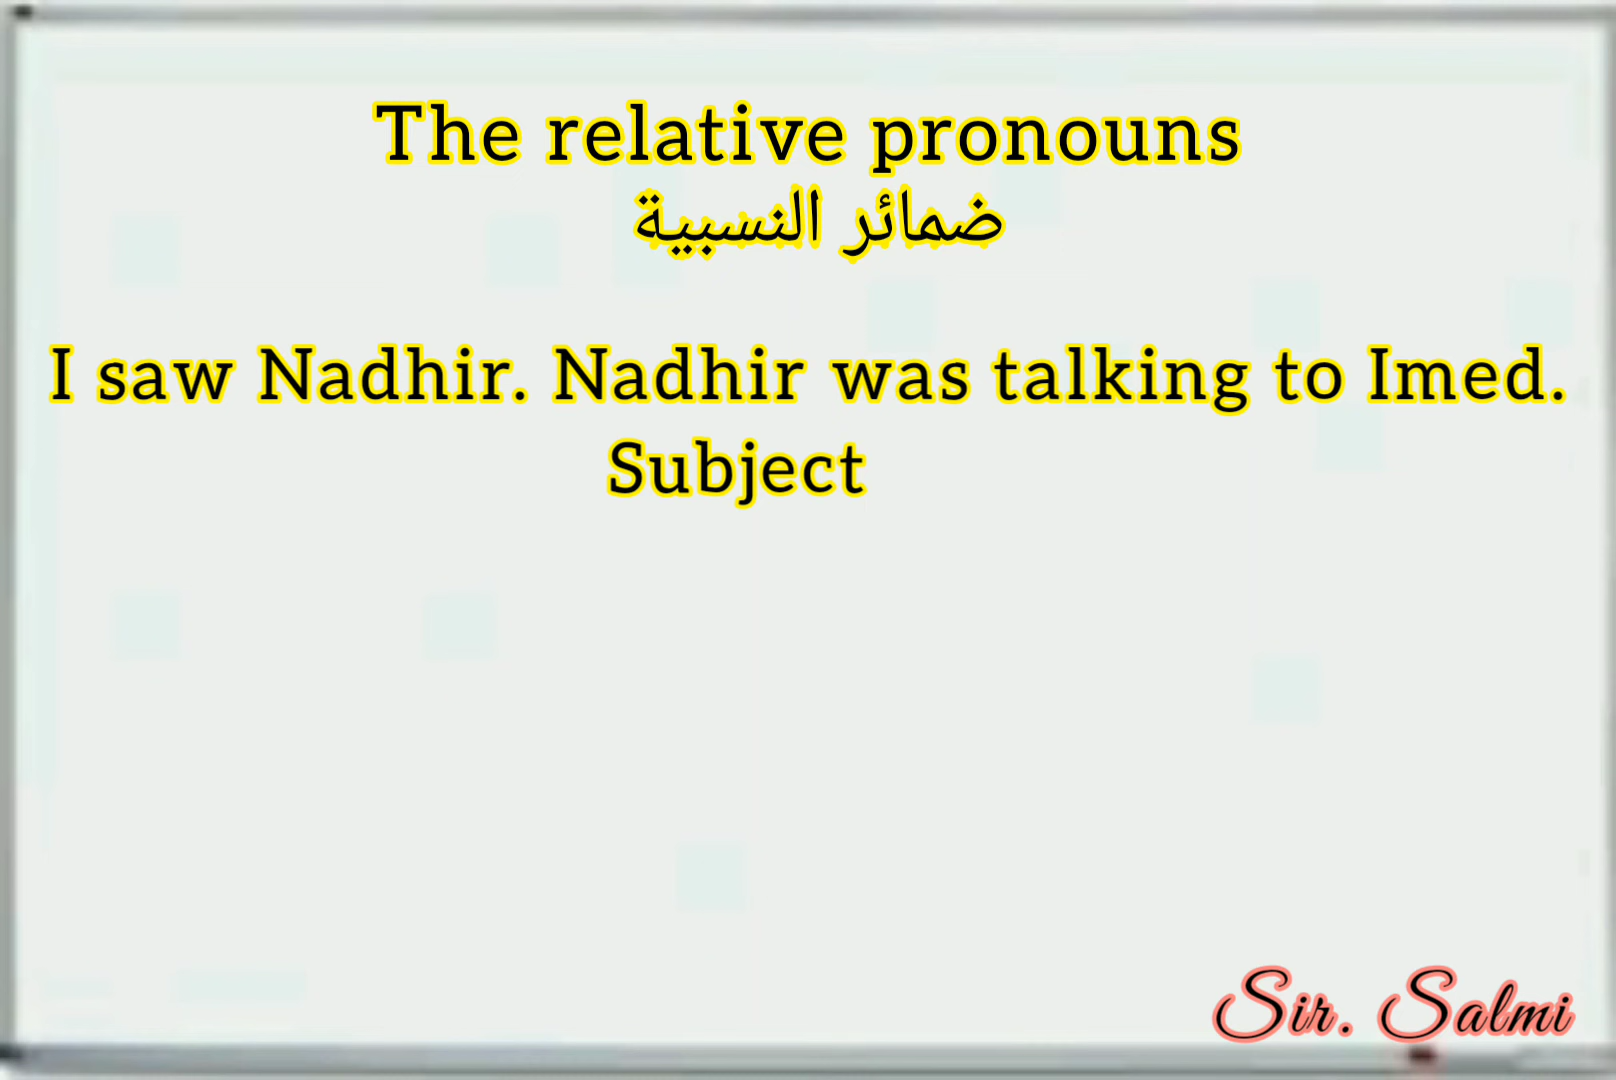 The relative pronouns
ضمائر النسبية
I saw Nadhir. Nadhir was talking to Imed.
Subject
Sir. Salmi